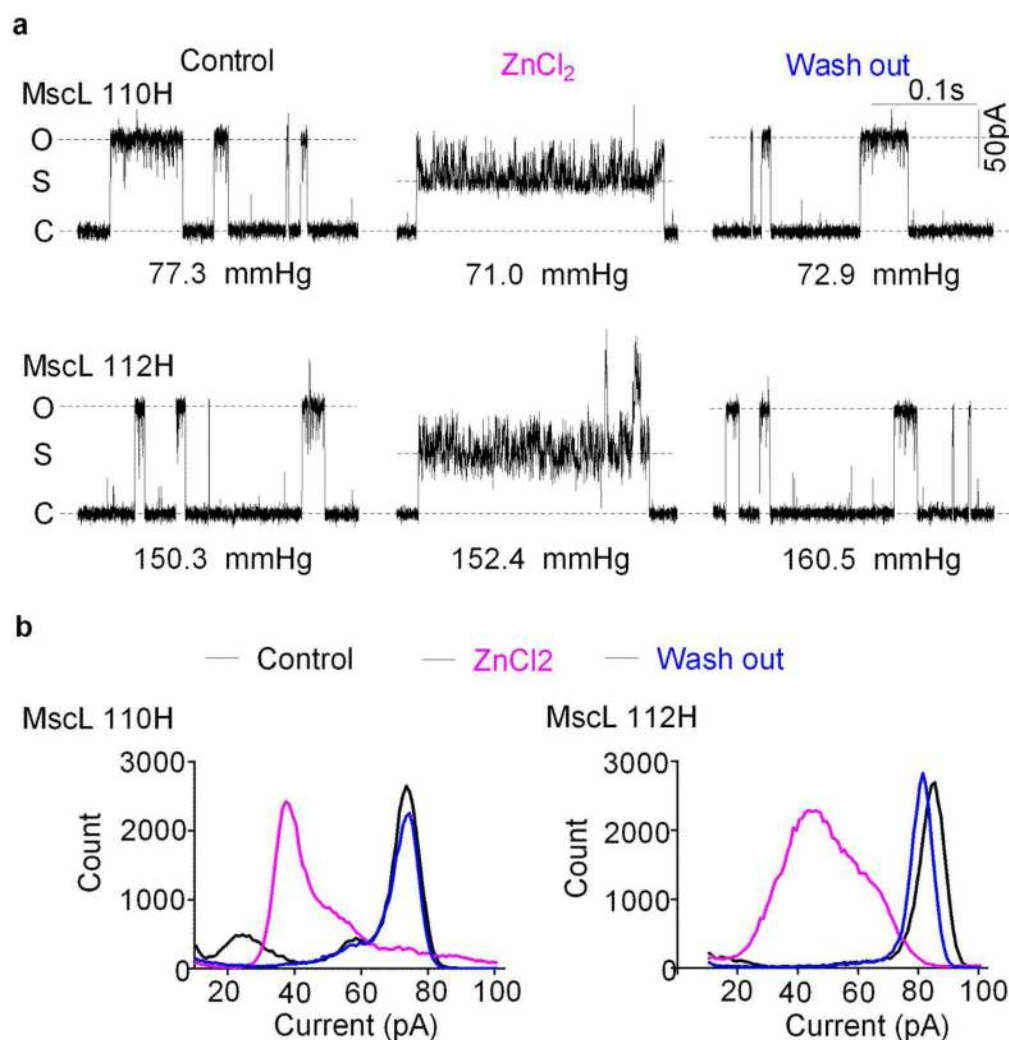 a
Control ZnCl₂ Wash out
MscL 110H
0.1s
50pA
O
S
C
77.3 mmHg 71.0 mmHg 72.9 mmHg
MscL 112H
O
S
C
150.3 mmHg 152.4 mmHg 160.5 mmHg
b
Control ZnCl2 Wash out
MscL 110H
3000
2000
1000
0
Count
20 40 60 80 100
Current (pA)
MscL 112H
3000
2000
1000
0
Count
20 40 60 80 100
Current (pA)